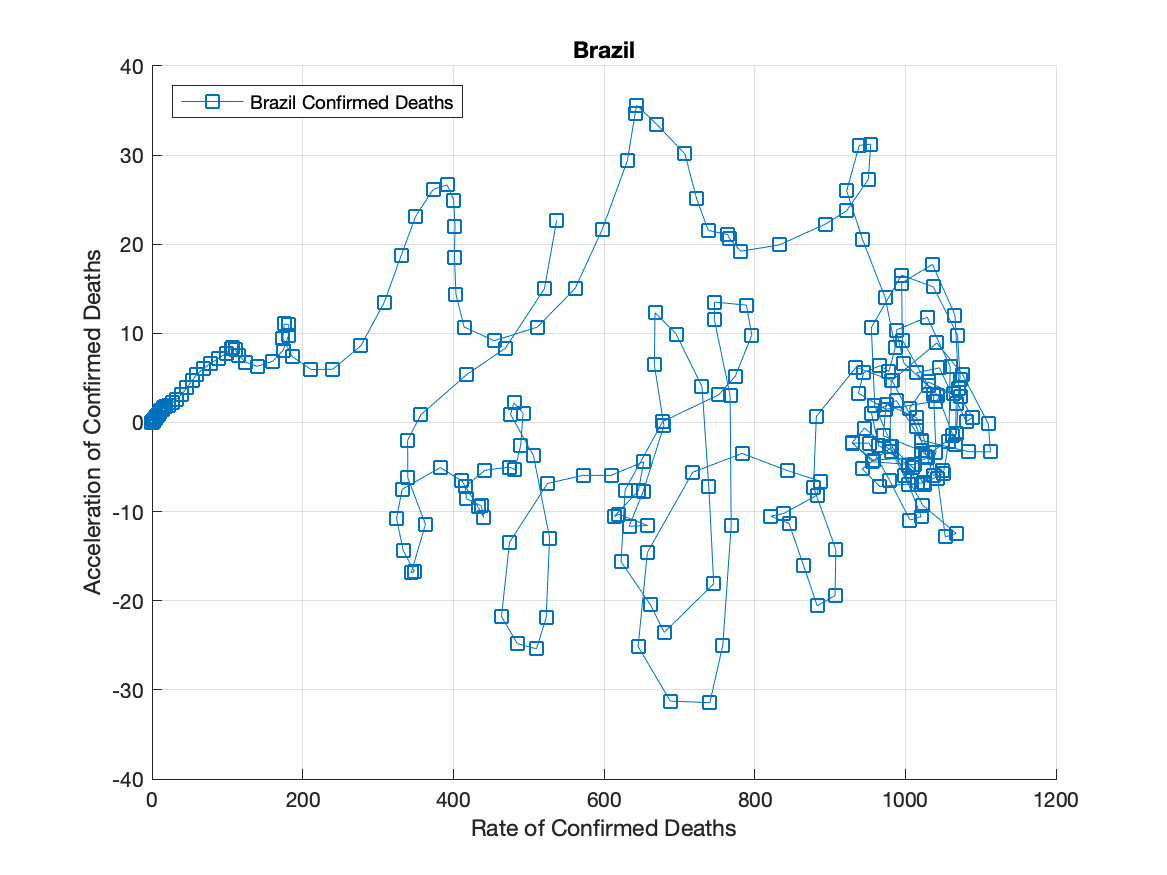 Brazil
Brazil Confirmed Deaths
40
30
20
10
0
-10
-20
-30
-40
Acceleration of Confirmed Deaths
0 200 400 600 800 1000 1200
Rate of Confirmed Deaths